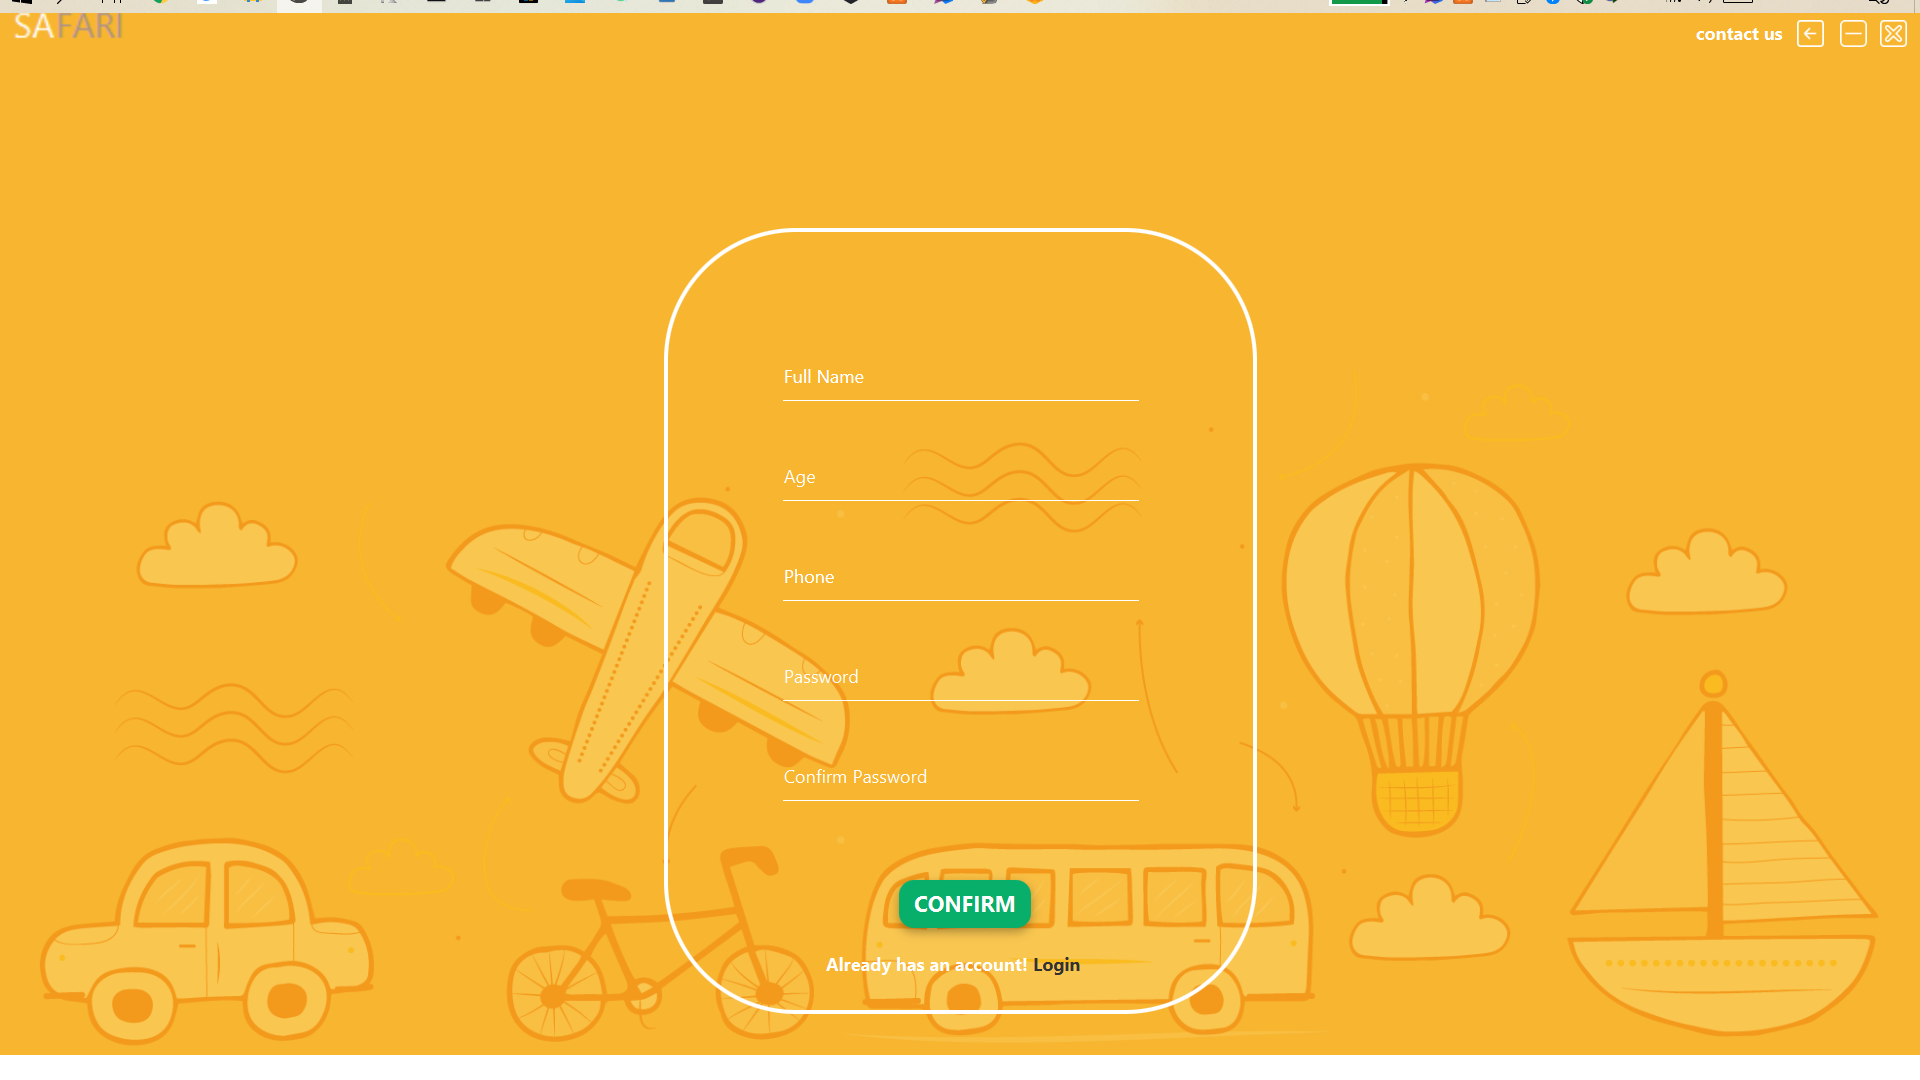 SAFARI
contact us
Full Name
Age
Phone
Password
Confirm Password
CONFIRM
Already has an account! Login